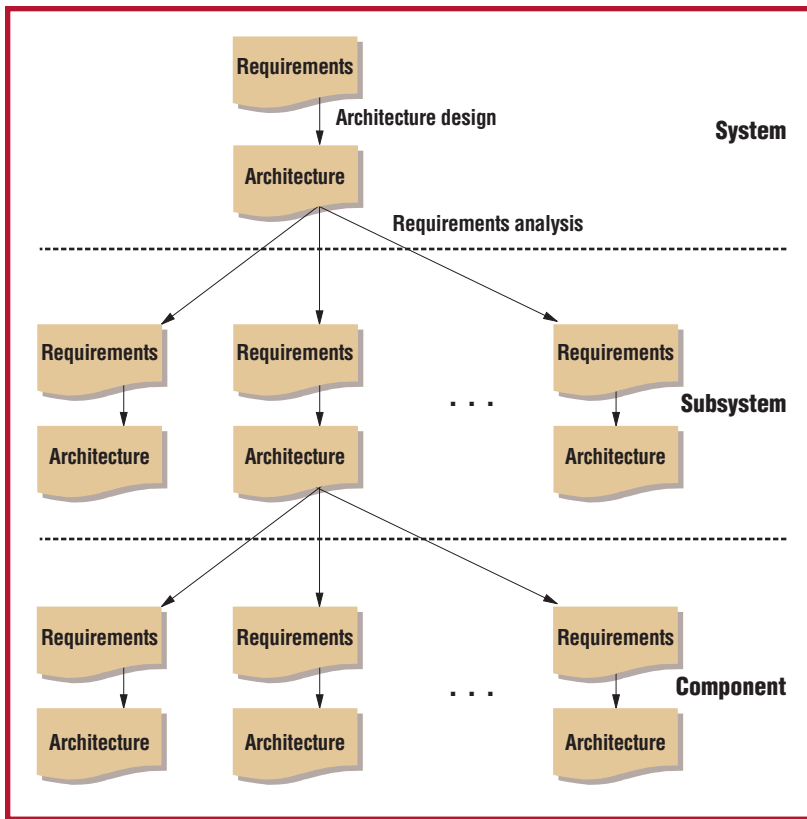 Requirements
Architecture design
System
Architecture
Requirements analysis
Requirements
Requirements
Requirements
. . .
Subsystem
Architecture
Architecture
Architecture
Requirements
Requirements
Requirements
. . .
Component
Architecture
Architecture
Architecture